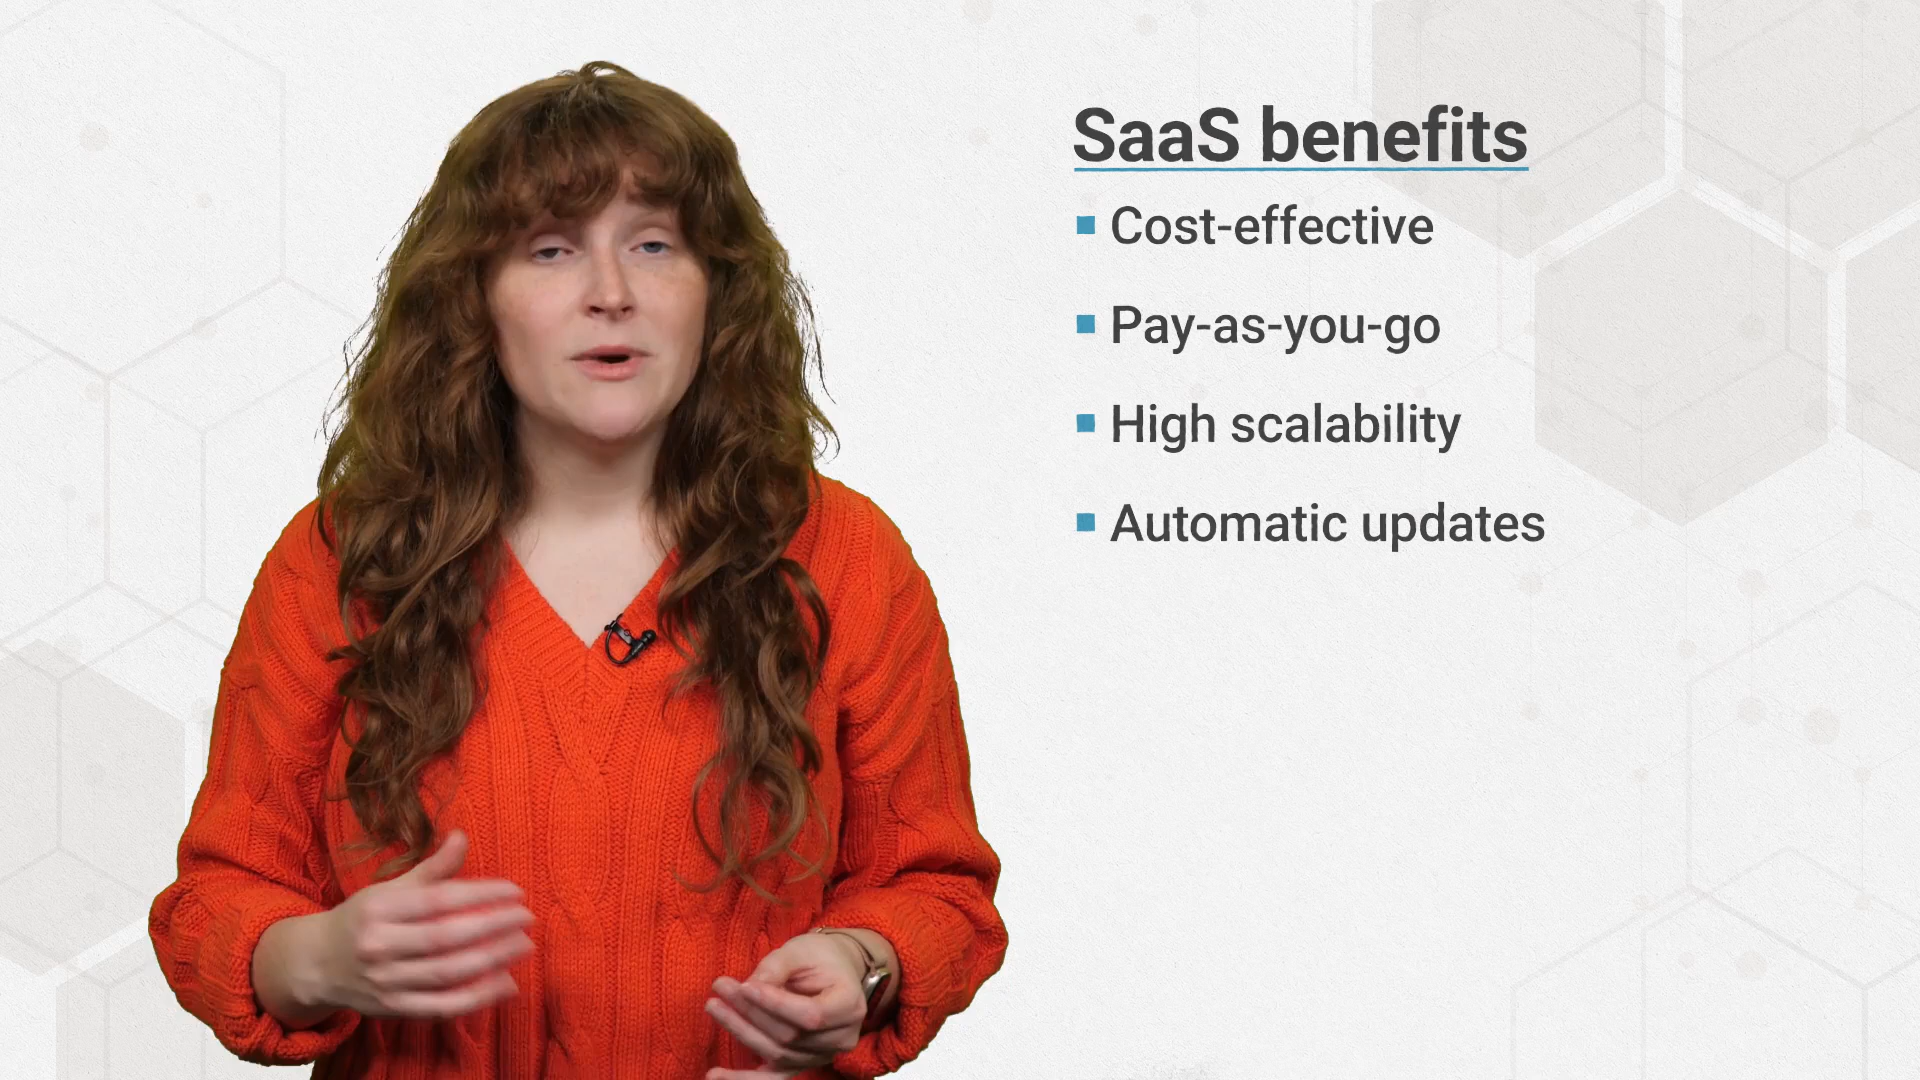 SaaS benefits
Cost-effective
Pay-as-you-go
High scalability
Automatic updates